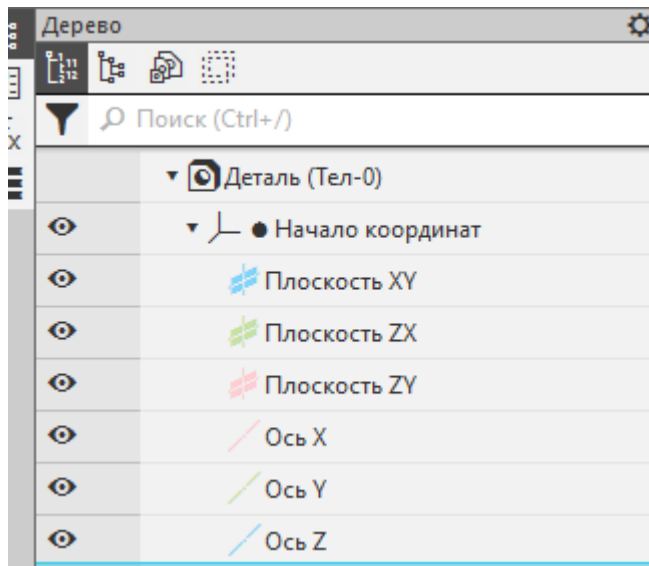 Дерево
Поиск (Ctrl+/)
Деталь (Тел-0)
Начало координат
Плоскость XY
Плоскость ZX
Плоскость ZY
Ось X
Ось Y
Ось Z